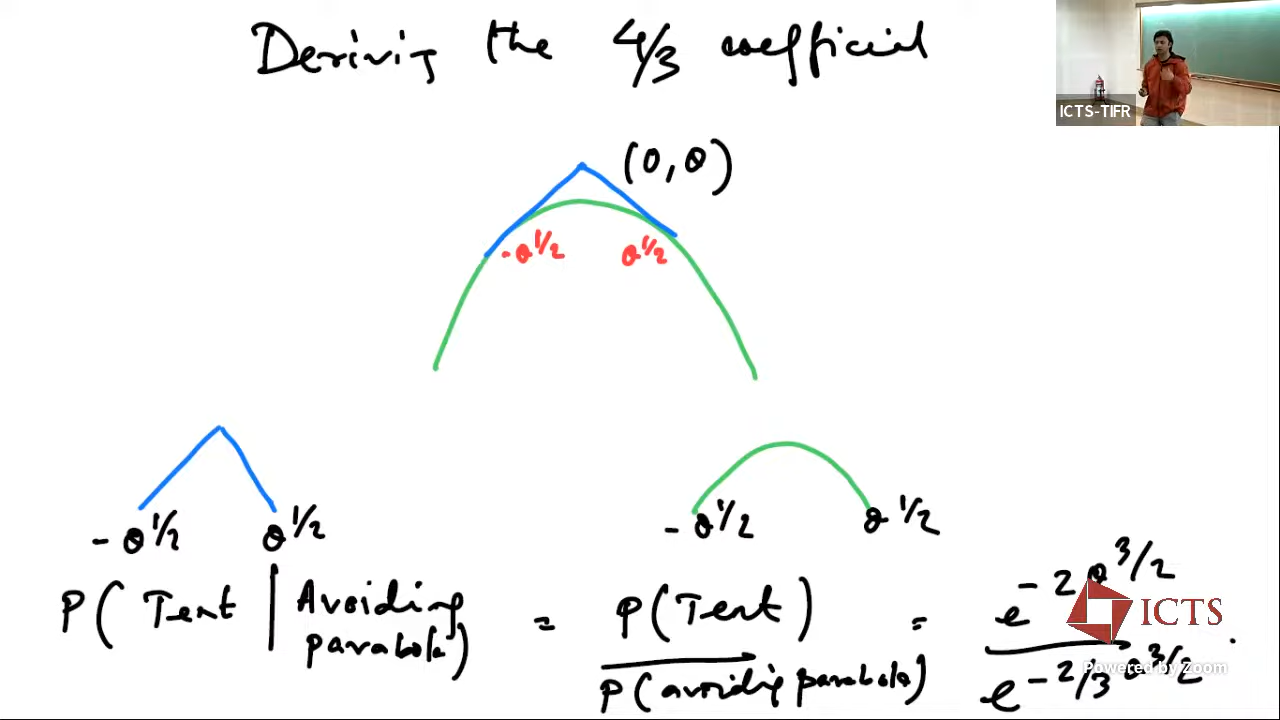 Deriving the 4/3 coefficient
ICTS-TIFR
(0, θ)
-θ^1/2 θ^1/2
-θ^1/2 θ^1/2 -θ^1/2 θ^1/2
P(Tent | Avoiding parabola) = P(Tent) / P(avoiding parabola) = e^-2θ^3/2 / e^-2/3 θ^3/2 .
ICTS
Powered by Zoom